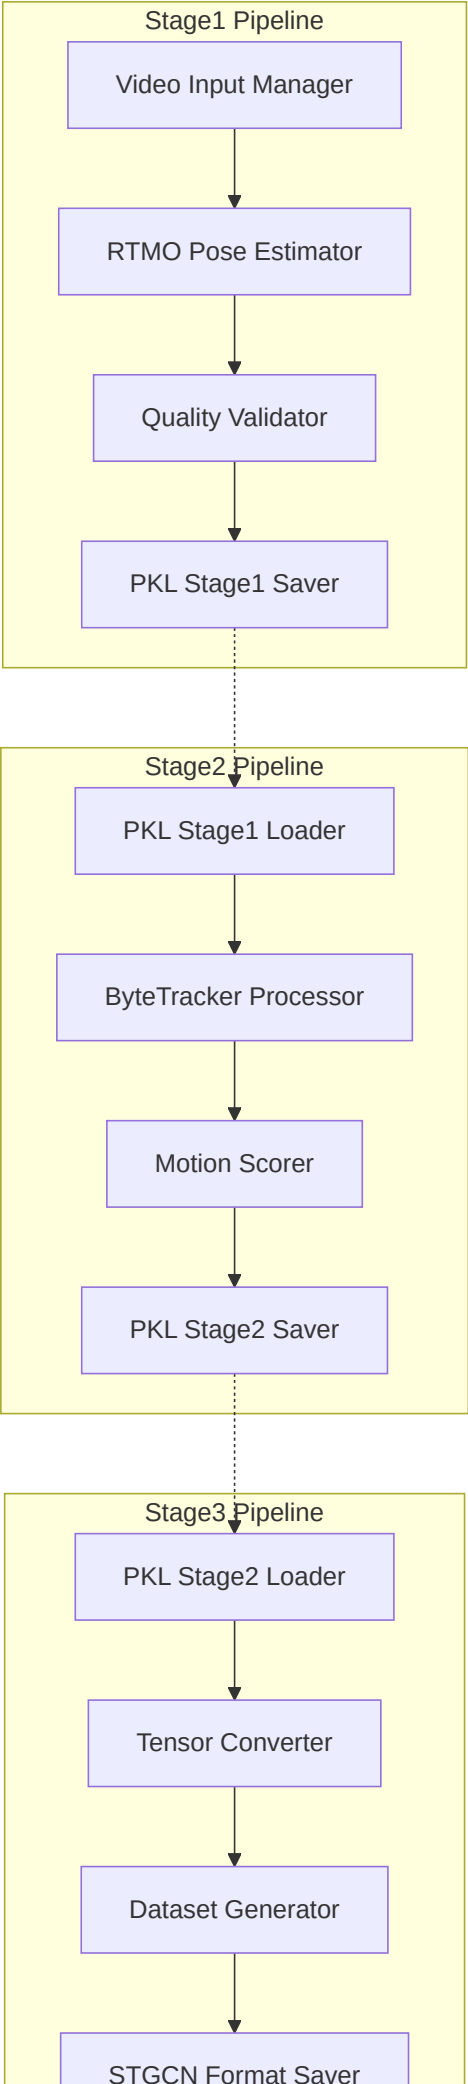 Stage1 Pipeline
Video Input Manager
RTMO Pose Estimator
Quality Validator
PKL Stage1 Saver
Stage2 Pipeline
PKL Stage1 Loader
ByteTracker Processor
Motion Scorer
PKL Stage2 Saver
Stage3 Pipeline
PKL Stage2 Loader
Tensor Converter
Dataset Generator
STGCN Format Saver